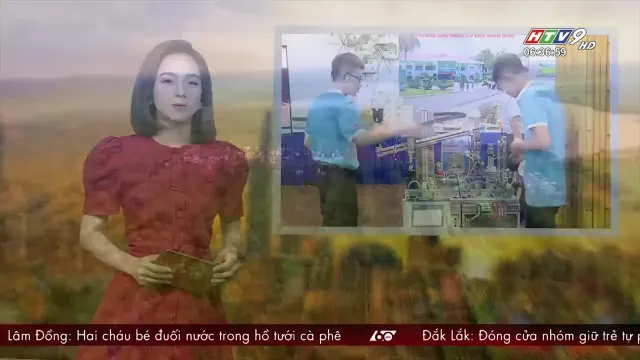 HTV9 HD
06:36:59
Lâm Đồng: Hai cháu bé đuối nước trong hồ tưới cà phê 60 Đắk Lắk: Đóng cửa nhóm giữ trẻ tự p